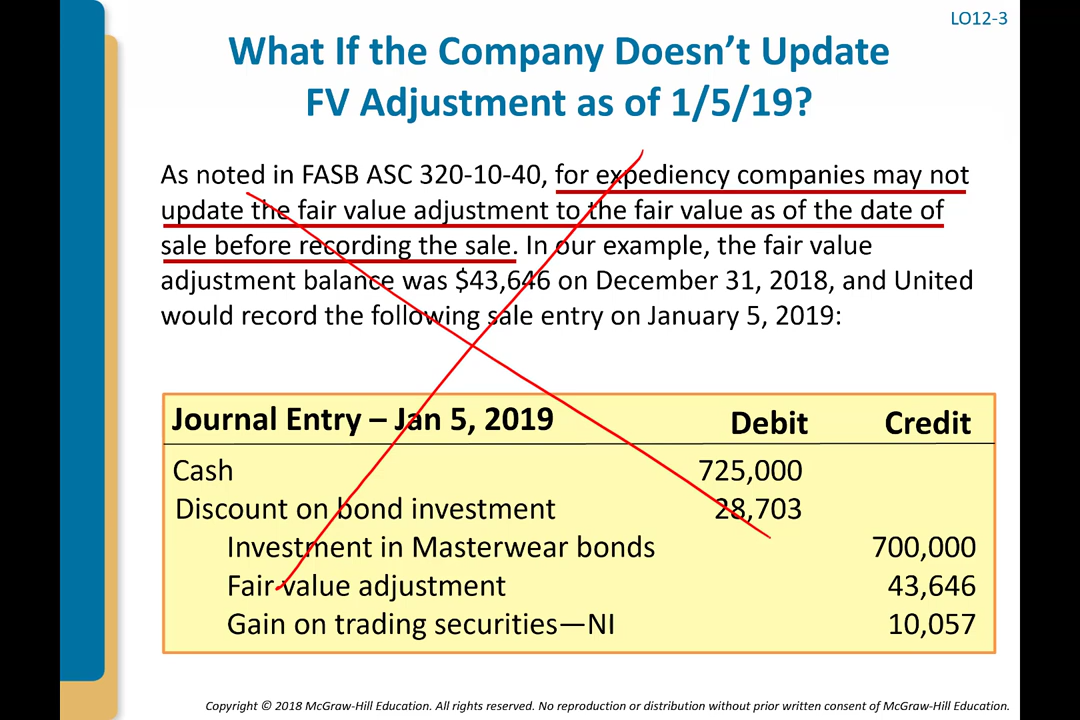 LO12-3
What If the Company Doesn’t Update
FV Adjustment as of 1/5/19?
As noted in FASB ASC 320-10-40, for expediency companies may not
update the fair value adjustment to the fair value as of the date of
sale before recording the sale. In our example, the fair value
adjustment balance was $43,646 on December 31, 2018, and United
would record the following sale entry on January 5, 2019:
Journal Entry – Jan 5, 2019 Debit Credit
Cash 725,000
Discount on bond investment 28,703
Investment in Masterwear bonds 700,000
Fair value adjustment 43,646
Gain on trading securities—NI 10,057
Copyright © 2018 McGraw-Hill Education. All rights reserved. No reproduction or distribution without prior written consent of McGraw-Hill Education.